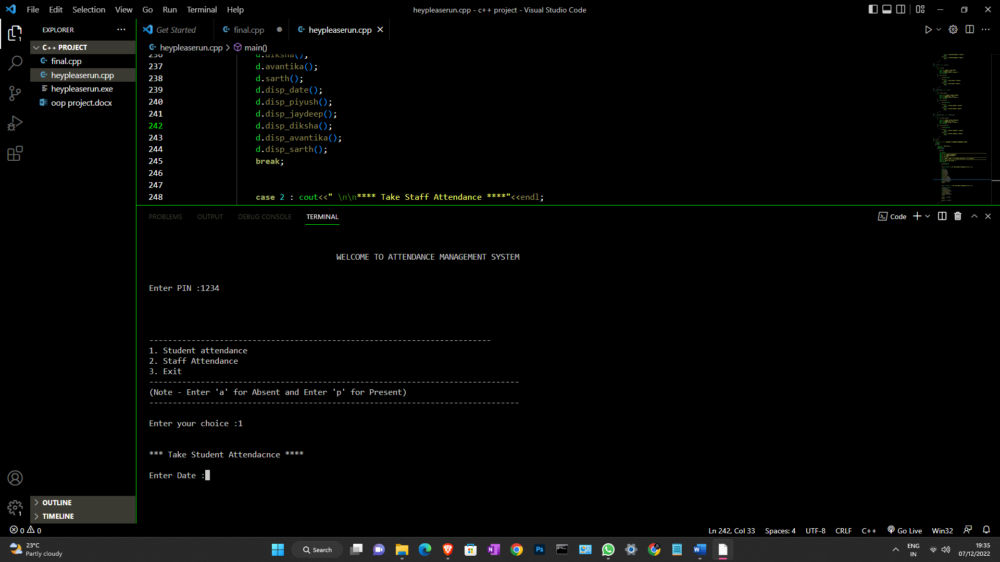 File Edit Selection View Go Run Terminal Help
heypleaserun.cpp - c++ project - Visual Studio Code
EXPLORER
C++ PROJECT
final.cpp
heypleaserun.cpp
heypleaserun.exe
oop project.docx
OUTLINE
TIMELINE
Get Started
final.cpp
heypleaserun.cpp
heypleaserun.cpp > main()
236 d.diksha();
237 d.avantika();
238 d.sarth();
239 d.disp_date();
240 d.disp_piyush();
241 d.disp_jaydeep();
242 d.disp_diksha();
243 d.disp_avantika();
244 d.disp_sarth();
245 break;
246
247
248 case 2 : cout<<" \n\n**** Take Staff Attendance ****"<<endl;
PROBLEMS OUTPUT DEBUG CONSOLE TERMINAL
Code
WELCOME TO ATTENDANCE MANAGEMENT SYSTEM
Enter PIN :1234
-------------------------------------------------------------------------
1. Student attendance
2. Staff Attendance
3. Exit
-------------------------------------------------------------------------------
(Note - Enter 'a' for Absent and Enter 'p' for Present)
-------------------------------------------------------------------------------
Enter your choice :1
*** Take Student Attendacnce ****
Enter Date :
1
1
0 0
Ln 242, Col 33 Spaces: 4 UTF-8 CRLF C++ Go Live Win32
23°C
Partly cloudy
Search
Ps
ENG
IN
19:35
07/12/2022